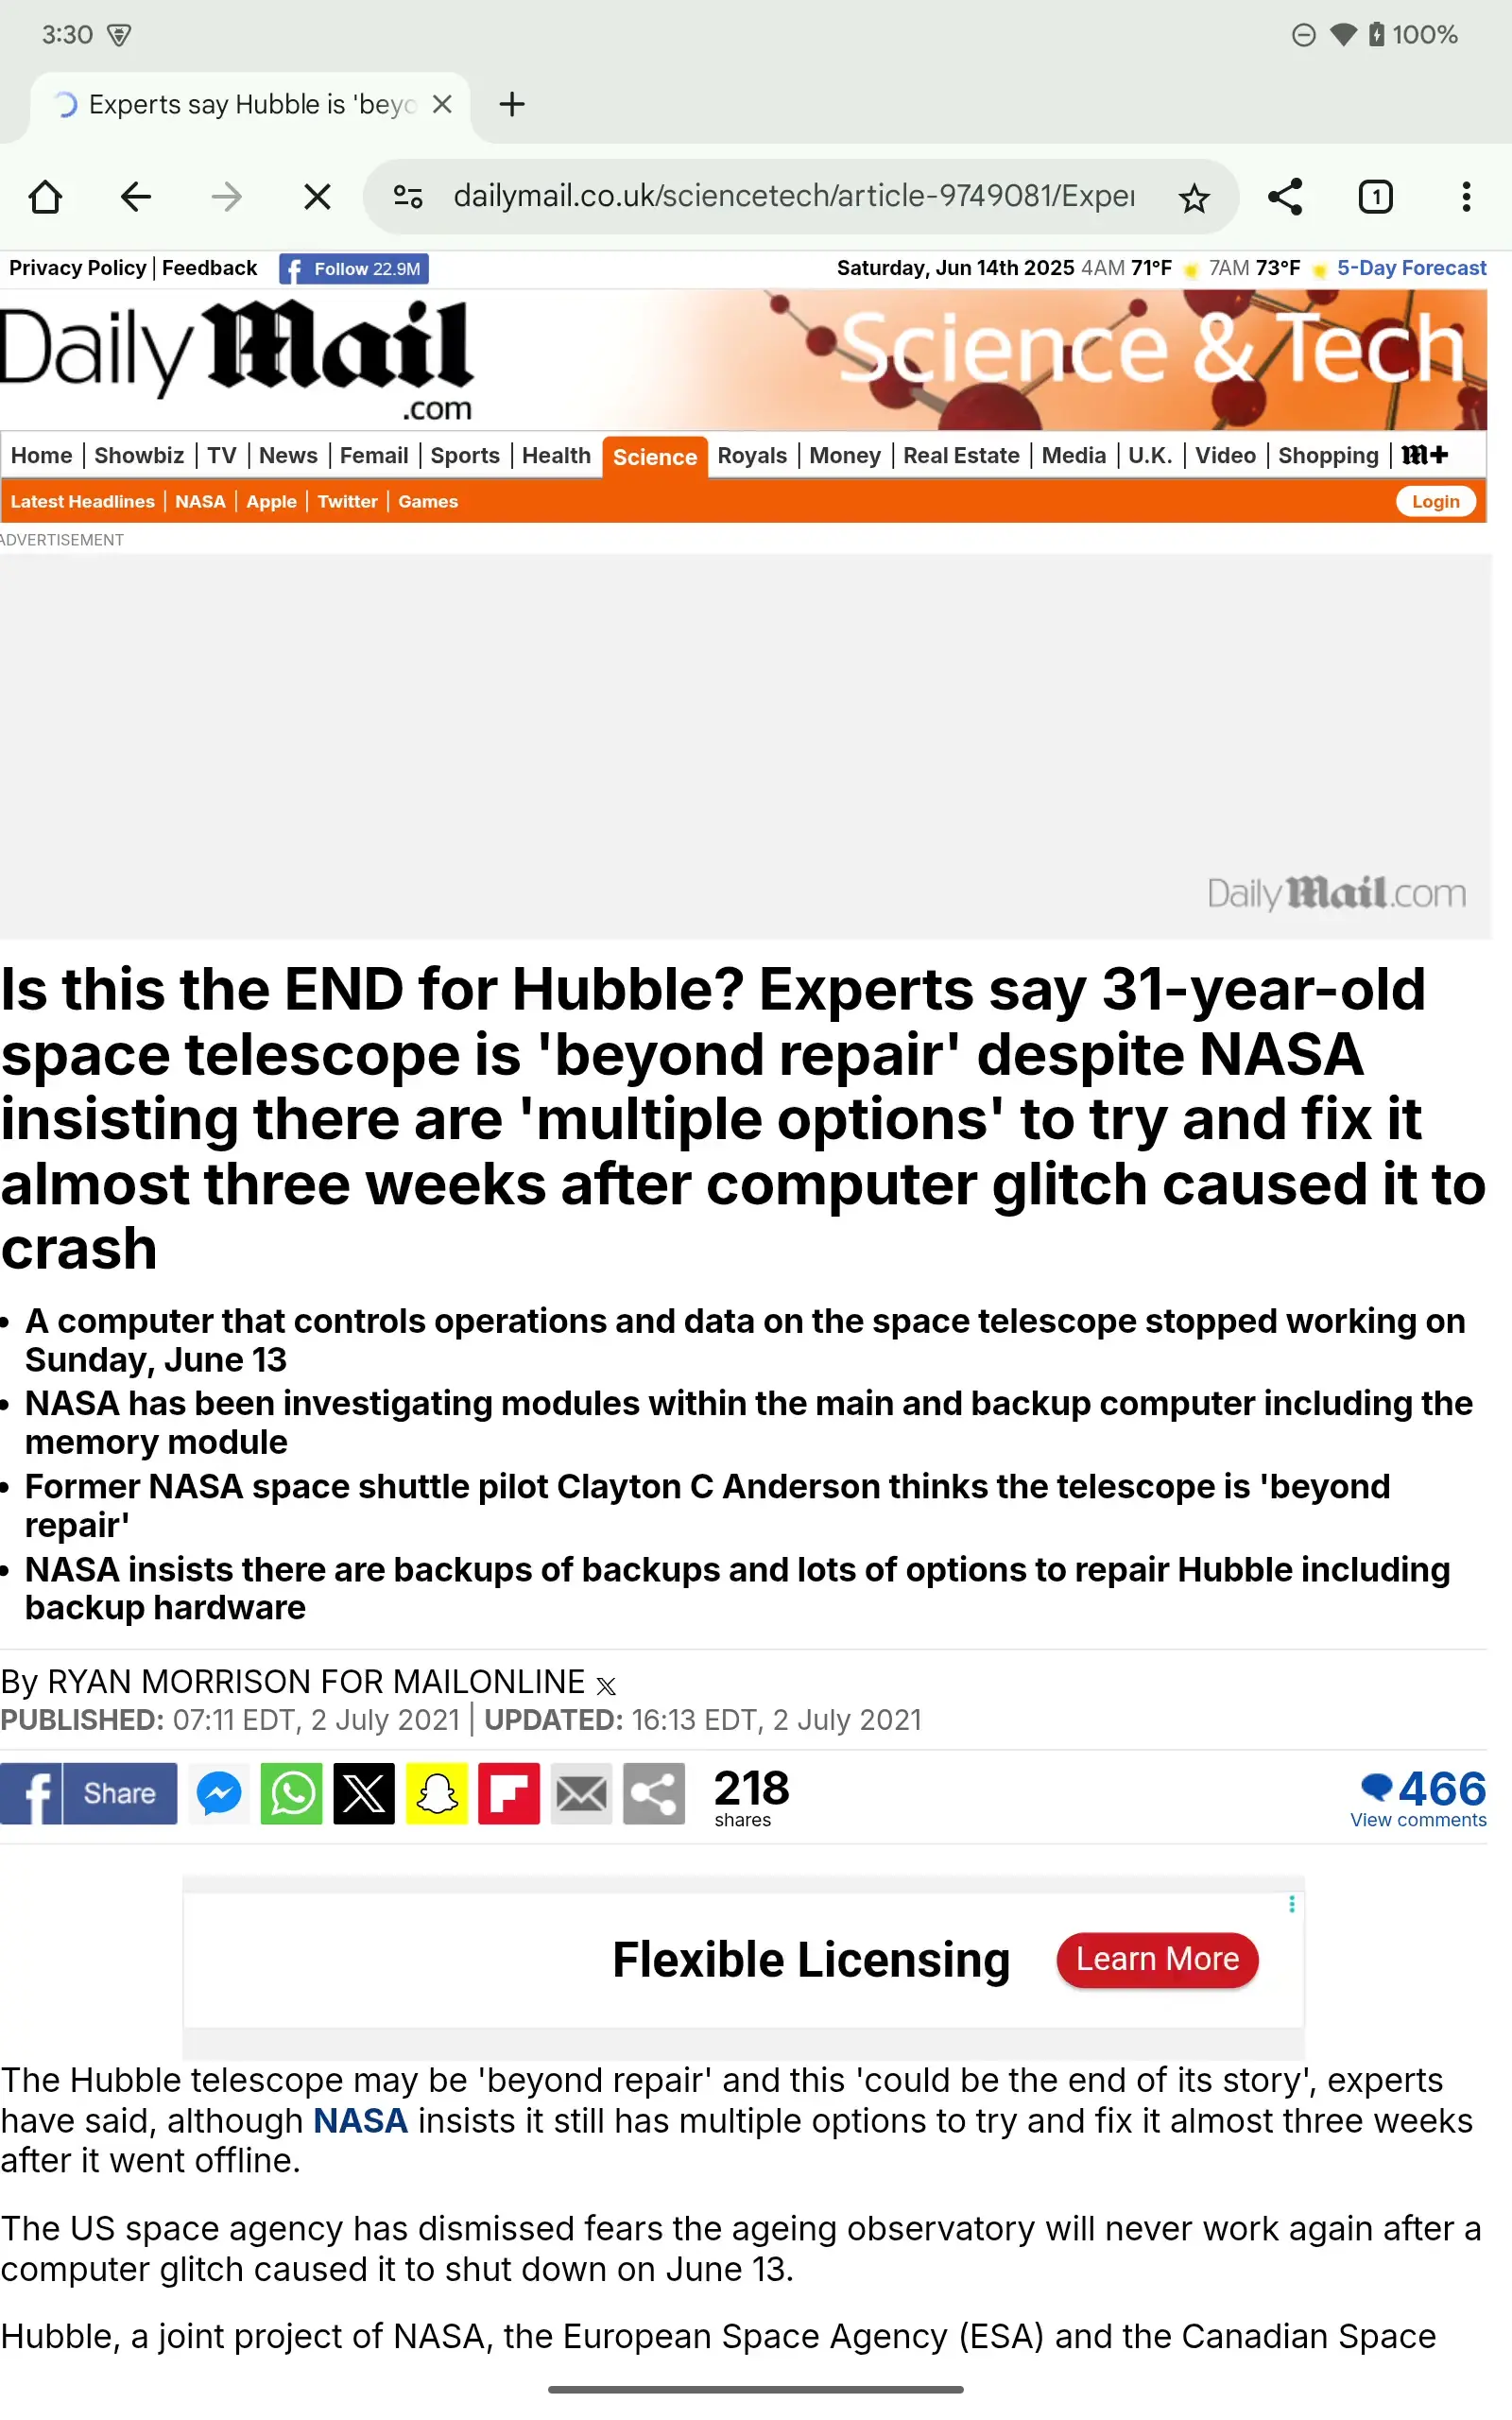 3:30
100%
Experts say Hubble is 'beyo
dailymail.co.uk/sciencetech/article-9749081/Exper
1
Privacy Policy | Feedback
Follow 22.9M
Saturday, Jun 14th 2025 4AM 71°F 7AM 73°F 5-Day Forecast
Daily Mail
.com
Science & Tech
Home | Showbiz | TV | News | Femail | Sports | Health | Science | Royals | Money | Real Estate | Media | U.K. | Video | Shopping | m+
Latest Headlines | NASA | Apple | Twitter | Games
Login
ADVERTISEMENT
Daily Mail.com
Is this the END for Hubble? Experts say 31-year-old
space telescope is 'beyond repair' despite NASA
insisting there are 'multiple options' to try and fix it
almost three weeks after computer glitch caused it to
crash
• A computer that controls operations and data on the space telescope stopped working on
Sunday, June 13
• NASA has been investigating modules within the main and backup computer including the
memory module
• Former NASA space shuttle pilot Clayton C Anderson thinks the telescope is 'beyond
repair'
• NASA insists there are backups of backups and lots of options to repair Hubble including
backup hardware
By RYAN MORRISON FOR MAILONLINE
PUBLISHED: 07:11 EDT, 2 July 2021 | UPDATED: 16:13 EDT, 2 July 2021
Share
218
shares
466
View comments
Flexible Licensing
Learn More
The Hubble telescope may be 'beyond repair' and this 'could be the end of its story', experts
have said, although NASA insists it still has multiple options to try and fix it almost three weeks
after it went offline.
The US space agency has dismissed fears the ageing observatory will never work again after a
computer glitch caused it to shut down on June 13.
Hubble, a joint project of NASA, the European Space Agency (ESA) and the Canadian Space